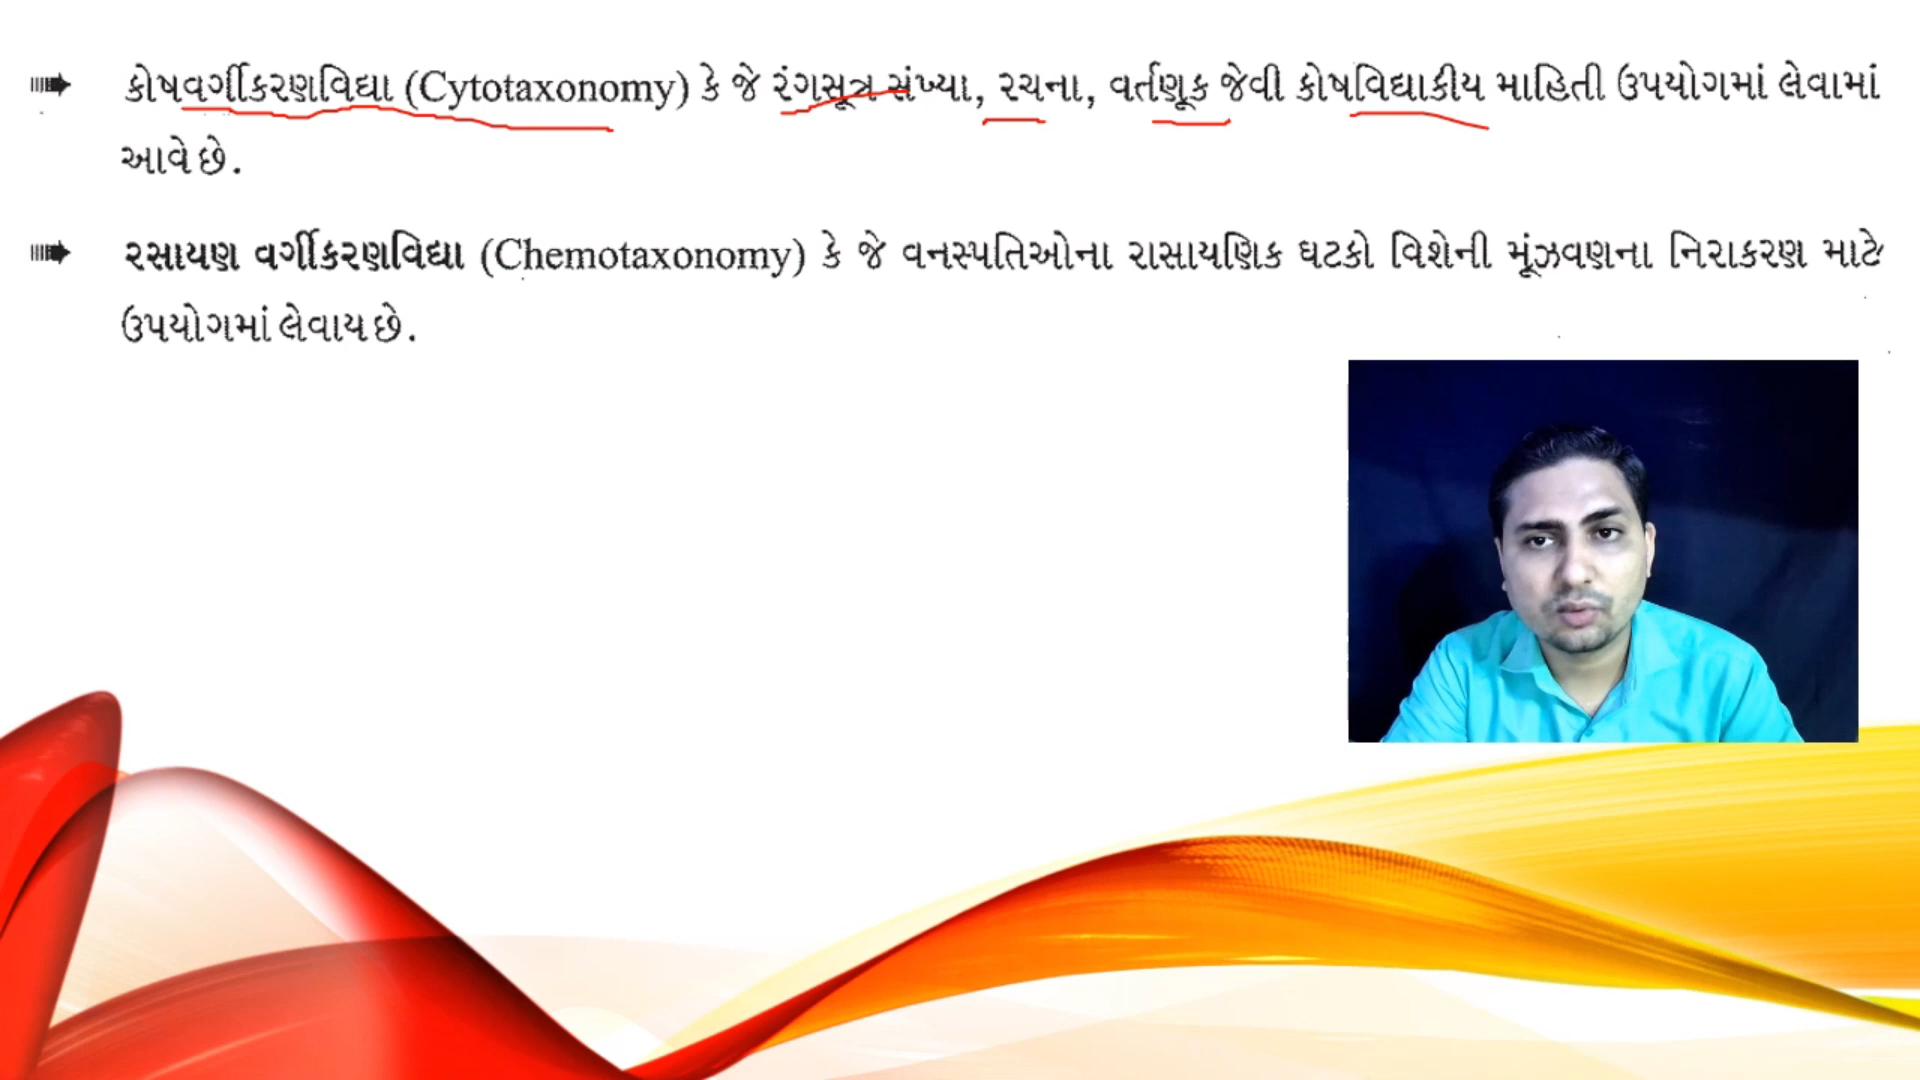 કોષવર્ગીકરણવિદ્યા (Cytotaxonomy) કે જે રંગસૂત્ર સંખ્યા, રચના, વર્તણૂક જેવી કોષવિદ્યાકીય માહિતી ઉપયોગમાં લેવામાં
આવે છે.
રસાયણ વર્ગીકરણવિદ્યા (Chemotaxonomy) કે જે વનસ્પતિઓના રાસાયણિક ઘટકો વિશેની મૂંઝવણના નિરાકરણ માટે
ઉપયોગમાં લેવાય છે.